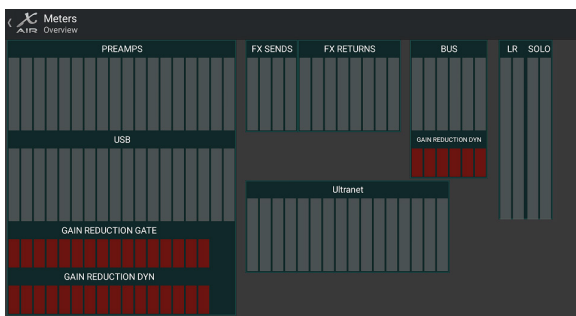 X AIR
Meters
Overview
PREAMPS
FX SENDS
FX RETURNS
BUS
LR
SOLO
USB
GAIN REDUCTION DYN
Ultranet
GAIN REDUCTION GATE
GAIN REDUCTION DYN